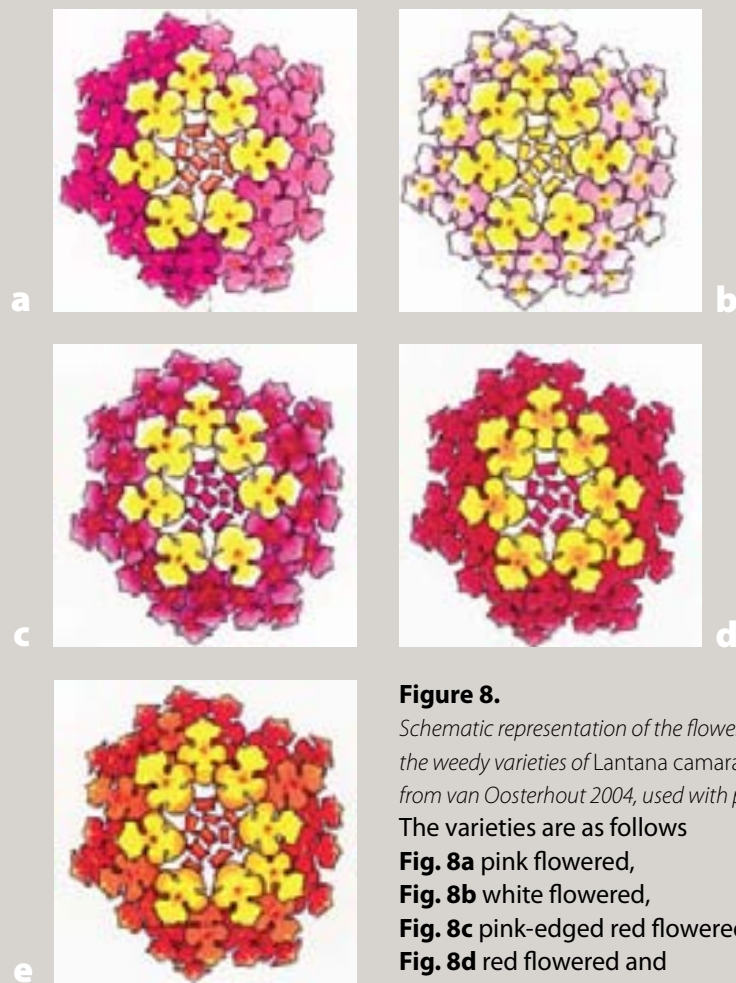 a
b
c
d
e
Figure 8.
Schematic representation of the flower
the weedy varieties of Lantana camara
from van Oosterhout 2004, used with
The varieties are as follows
Fig. 8a pink flowered,
Fig. 8b white flowered,
Fig. 8c pink-edged red flowered
Fig. 8d red flowered and